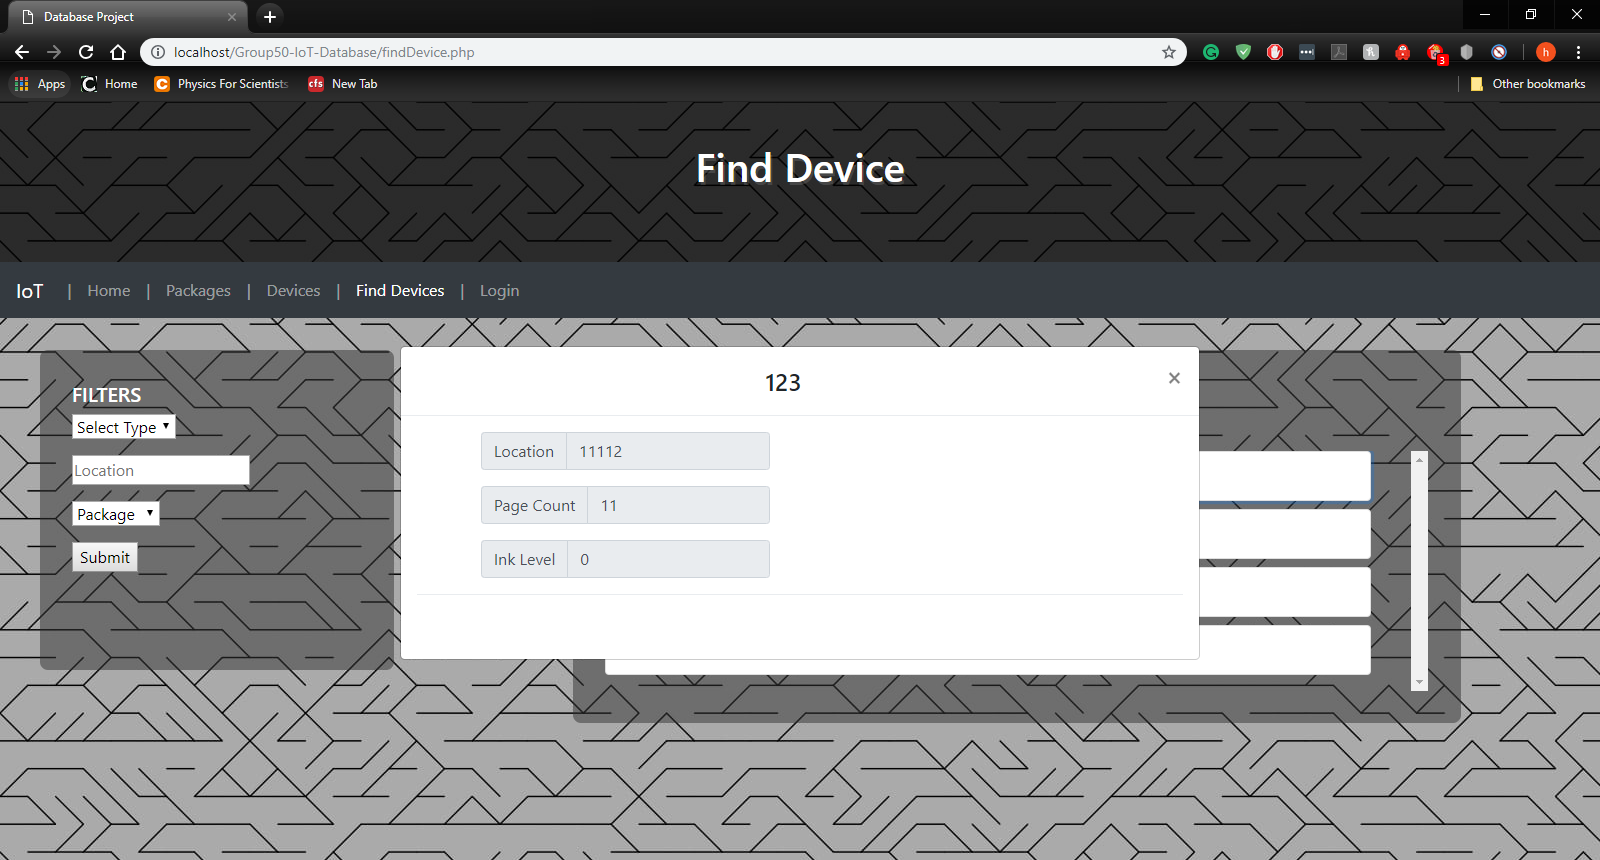 Database Project
localhost/Group50-IoT-Database/findDevice.php
3
h
Apps
Home
Physics For Scientists
cfs
New Tab
Other bookmarks
Find Device
IoT | Home | Packages | Devices | Find Devices | Login
FILTERS
Select Type
Location
Package
Submit
123
×
Location 11112
Page Count 11
Ink Level 0